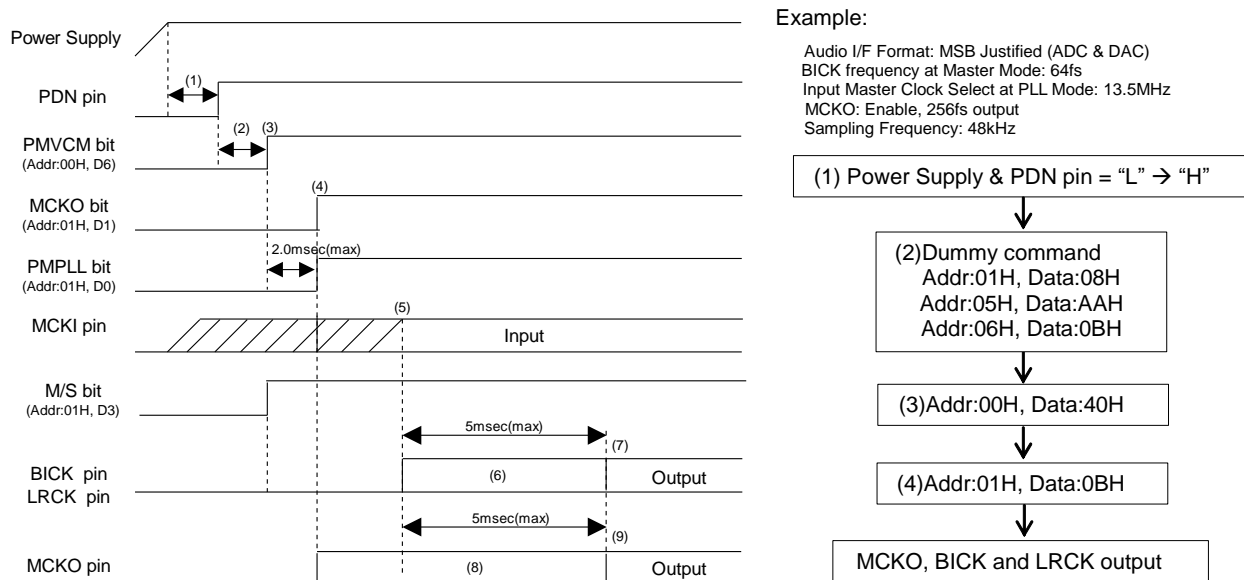 Power Supply
(1)
PDN pin
(2)
(3)
PMVCM bit
(Addr:00H, D6)
(4)
MCKO bit
(Addr:01H, D1)
2.0msec(max)
PMPLL bit
(Addr:01H, D0)
(5)
MCKI pin
Input
M/S bit
(Addr:01H, D3)
5msec(max)
(7)
BICK pin
LRCK pin
(6)
Output
5msec(max)
(9)
MCKO pin
(8)
Output
Example:
Audio I/F Format: MSB Justified (ADC & DAC)
BICK frequency at Master Mode: 64fs
Input Master Clock Select at PLL Mode: 13.5MHz
MCKO: Enable, 256fs output
Sampling Frequency: 48kHz
(1) Power Supply & PDN pin = “L” → “H”
(2)Dummy command
Addr:01H, Data:08H
Addr:05H, Data:AAH
Addr:06H, Data:0BH
(3)Addr:00H, Data:40H
(4)Addr:01H, Data:0BH
MCKO, BICK and LRCK output